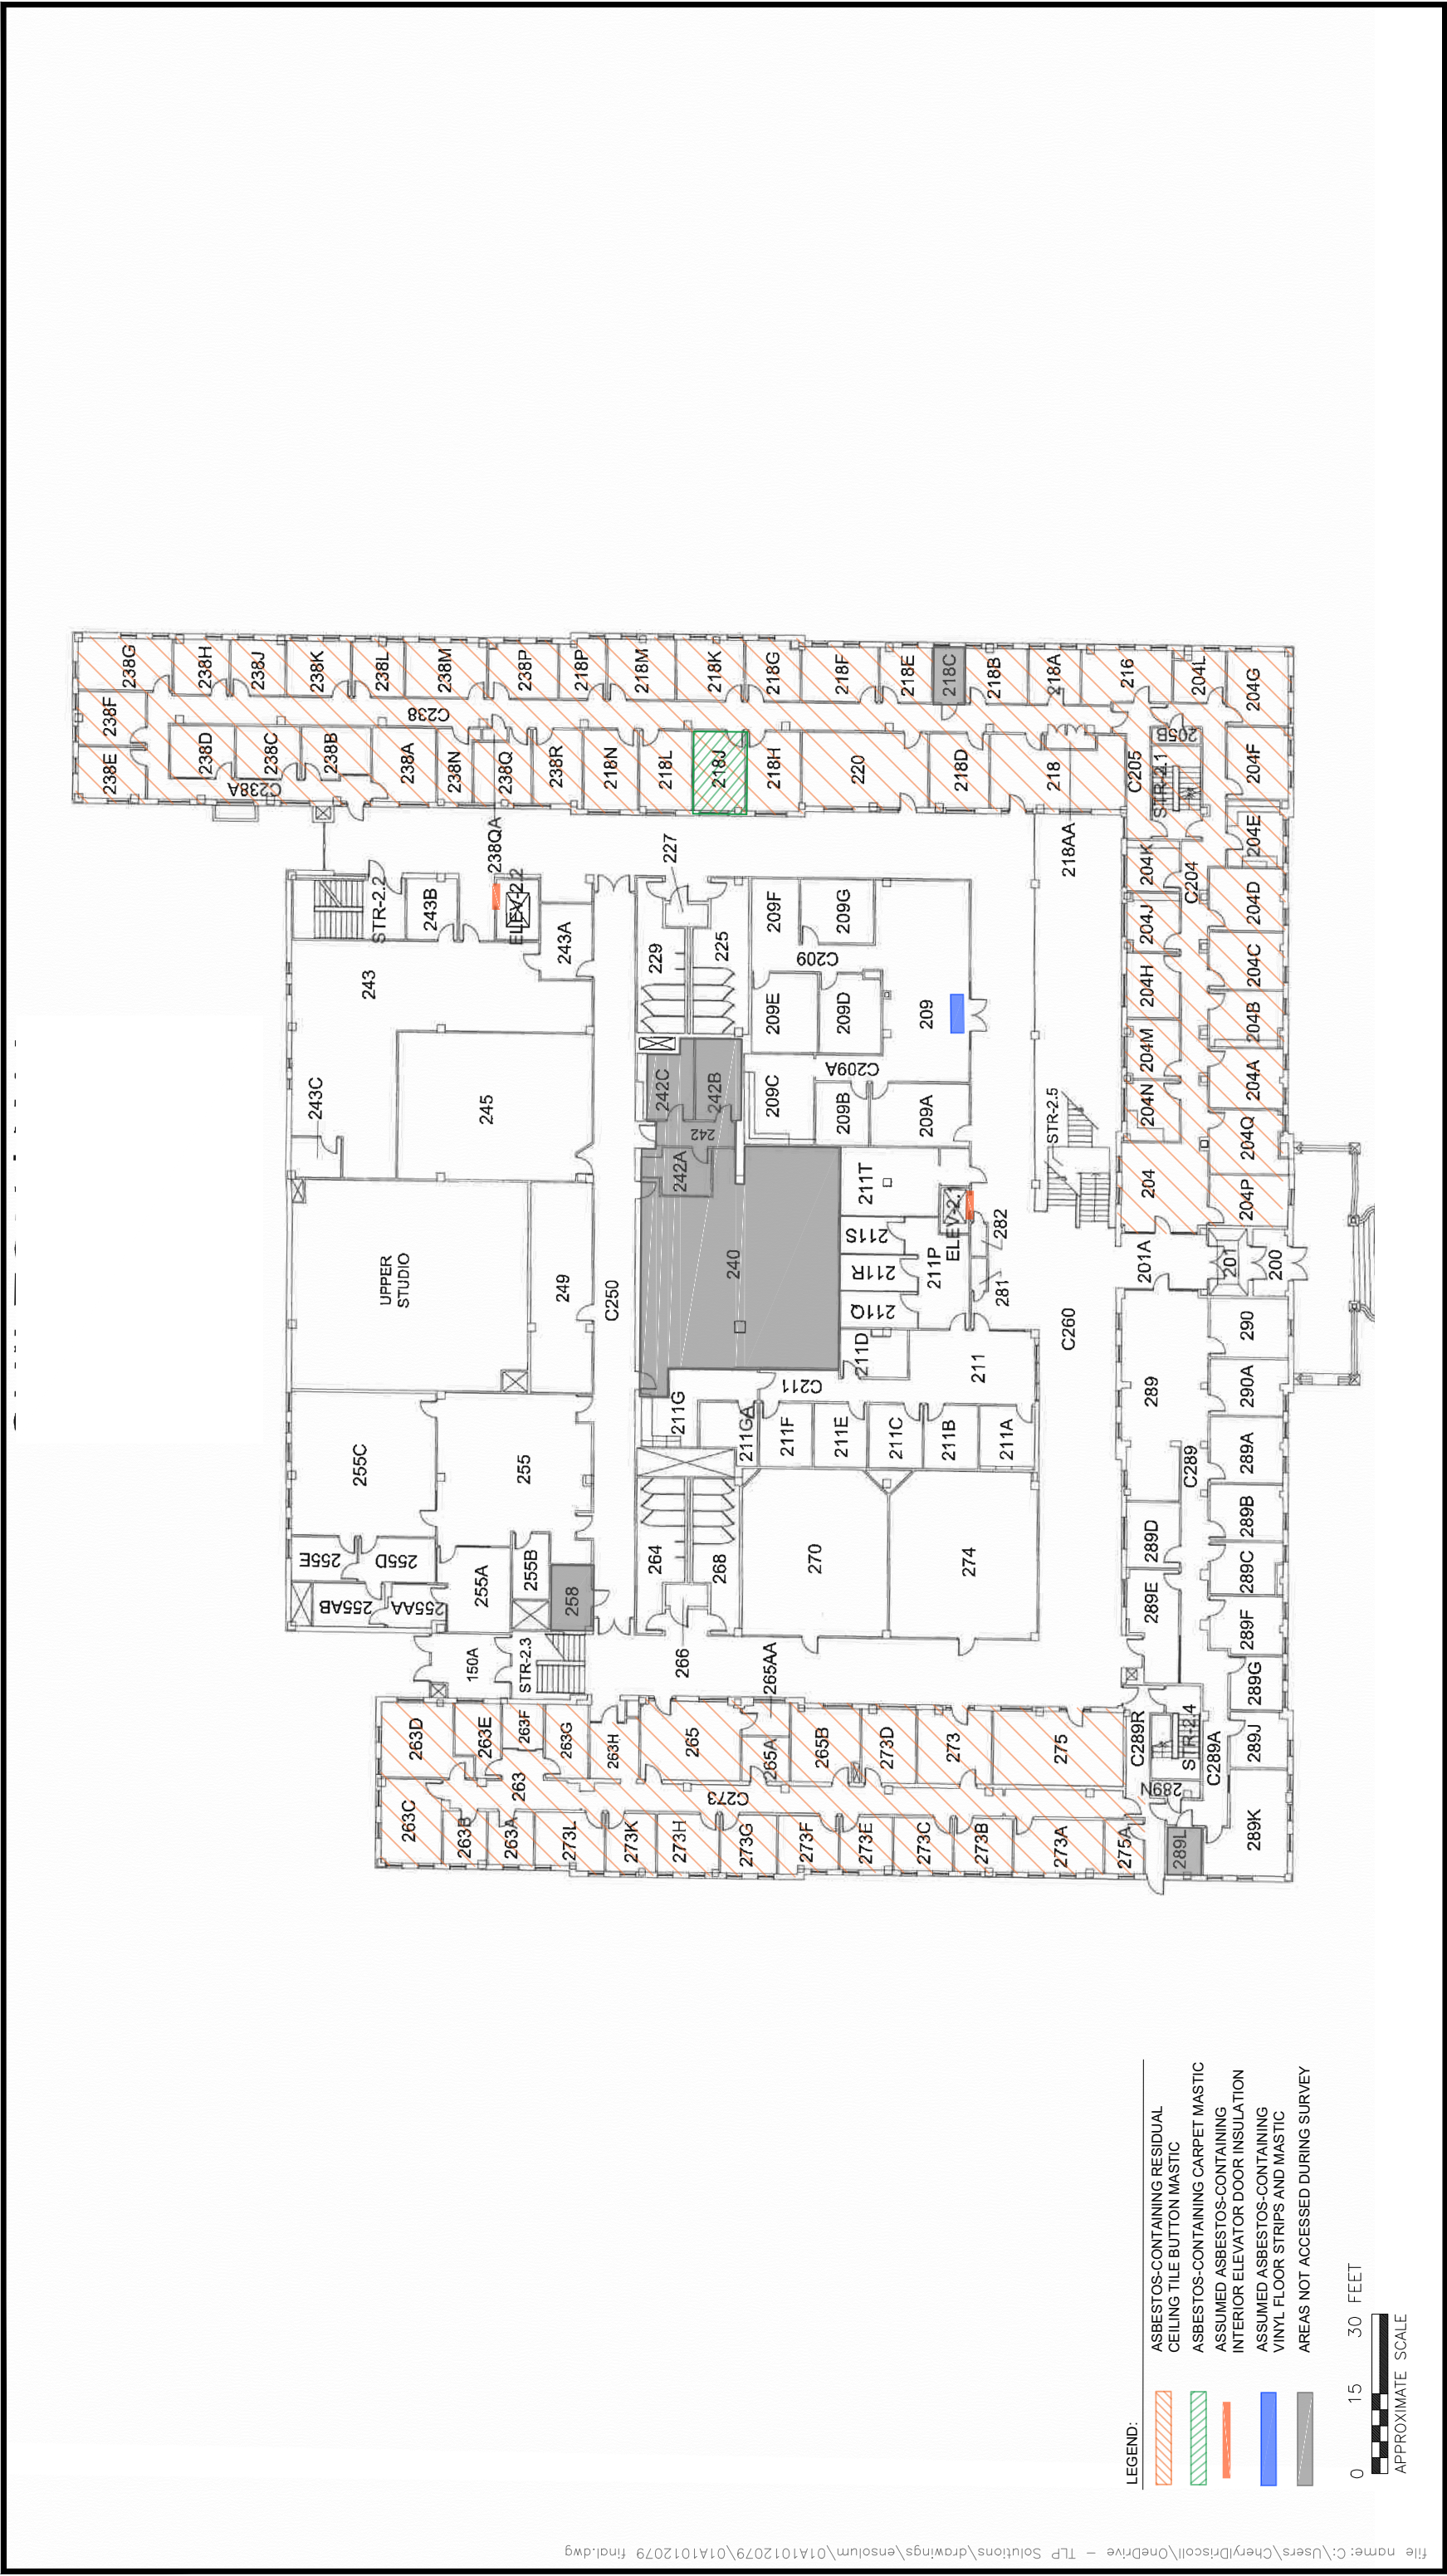 238G
238H
238J
238K
238L
238M
238P
218P
218M
218K
218G
218F
218E
218C
218B
218A
216
204L
204G
238F
C238
238E
238D
238C
238B
238A
238N
238Q
238R
218N
218L
218J
218H
220
218D
218
C205
STR-2.1
205B
204F
C238A
238QA
227
218AA
204K
C204
204E
STR-2.2
243B
ELEV-2.2
243A
229
225
209F
209G
C209
204J
204D
243
209E
209D
209
204H
204C
243C
245
242C
242B
209C
C209A
209B
209A
STR-2.5
204M
204N
204B
204A
242
242A
211T
204
204Q
204P
UPPER
STUDIO
249
C250
240
211S
211R
211Q
211P
ELEV-2.1
282
281
C260
201A
201
200
211D
211
C211
211G
211GA
211F
211E
211C
211B
211A
289
290
290A
255C
255
289A
C289
289B
255E
255D
255AB
255AA
255A
255B
258
264
268
270
274
289D
289E
289C
289F
150A
STR-2.3
266
265AA
289G
263D
263E
263F
263G
263H
265
265A
265B
273D
273
275
C289R
STR-2.4
C289A
289J
263
C273
289N
263C
263B
263A
273L
273K
273H
273G
273F
273E
273C
273B
273A
275A
289L
289K
LEGEND:
ASBESTOS-CONTAINING RESIDUAL
CEILING TILE BUTTON MASTIC
ASBESTOS-CONTAINING CARPET MASTIC
ASSUMED ASBESTOS-CONTAINING
INTERIOR ELEVATOR DOOR INSULATION
ASSUMED ASBESTOS-CONTAINING
VINYL FLOOR STRIPS AND MASTIC
AREAS NOT ACCESSED DURING SURVEY
0 15 30 FEET
APPROXIMATE SCALE
file name: C:\Users\CherylDriscoll\OneDrive - TLP Solutions\drawings\ensolum\01A1012079\01A1012079 final.dwg